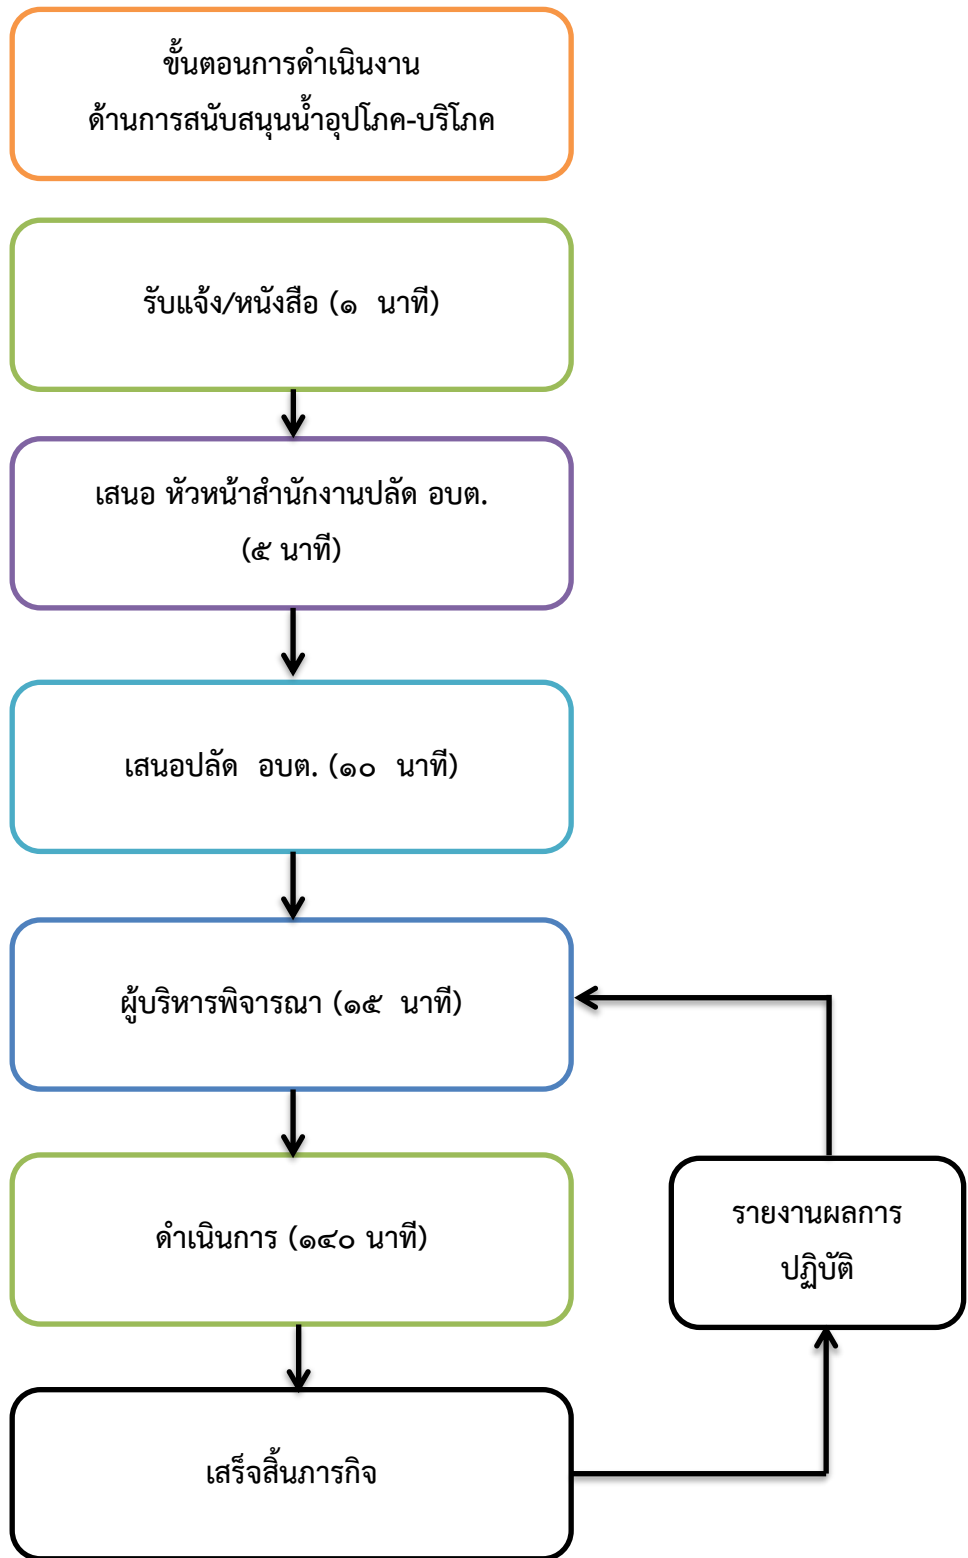 ขั้นตอนการดำเนินงาน
ด้านการสนับสนุนน้ำอุปโภค-บริโภค
รับแจ้ง/หนังสือ (๑ นาที)
เสนอ หัวหน้าสำนักงานปลัด อบต.
(๕ นาที)
เสนอปลัด อบต. (๑๐ นาที)
ผู้บริหารพิจารณา (๑๕ นาที)
ดำเนินการ (๑๔๐ นาที)
รายงานผลการ
ปฏิบัติ
เสร็จสิ้นภารกิจ